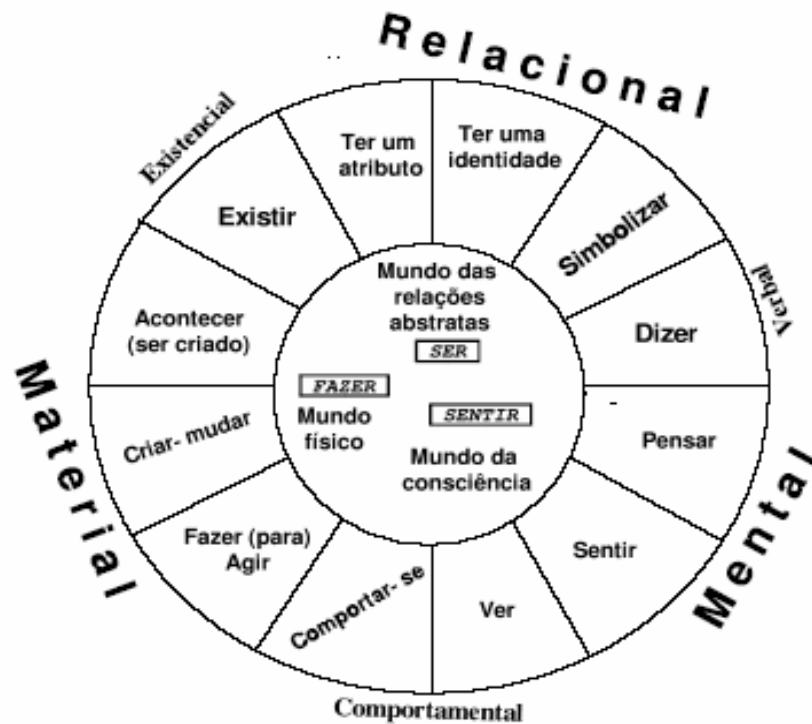 Relacional
Existencial
Ter um
atributo
Ter uma
identidade
Existir
Simbolizar
Verbal
Mundo das
relações
abstratas
SER
Acontecer
(ser criado)
Dizer
FAZER
Mundo
físico
SENTIR
Mundo da
consciência
Material
Criar- mudar
Pensar
Mental
Fazer (para)
Agir
Sentir
Comportar- se
Ver
Comportamental